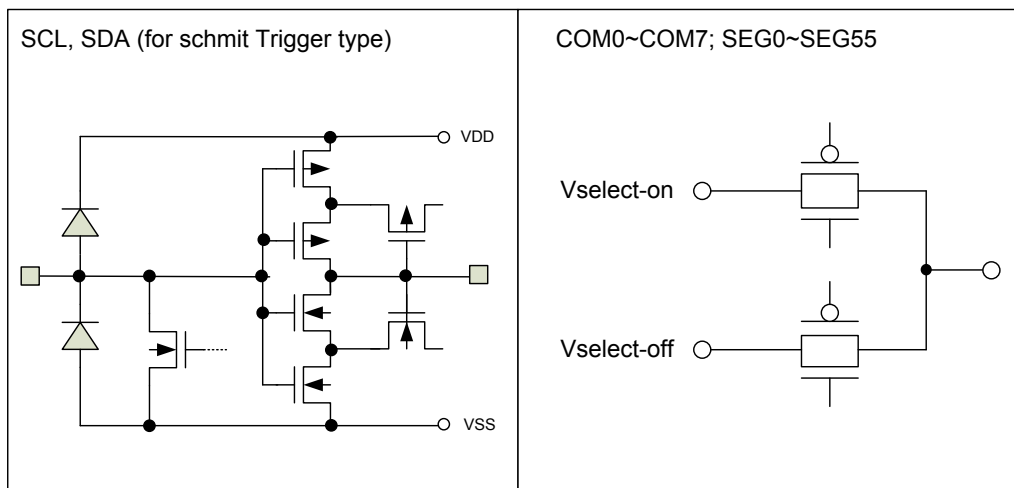 SCL, SDA (for schmit Trigger type)
VDD
VSS
COM0~COM7; SEG0~SEG55
Vselect-on
Vselect-off